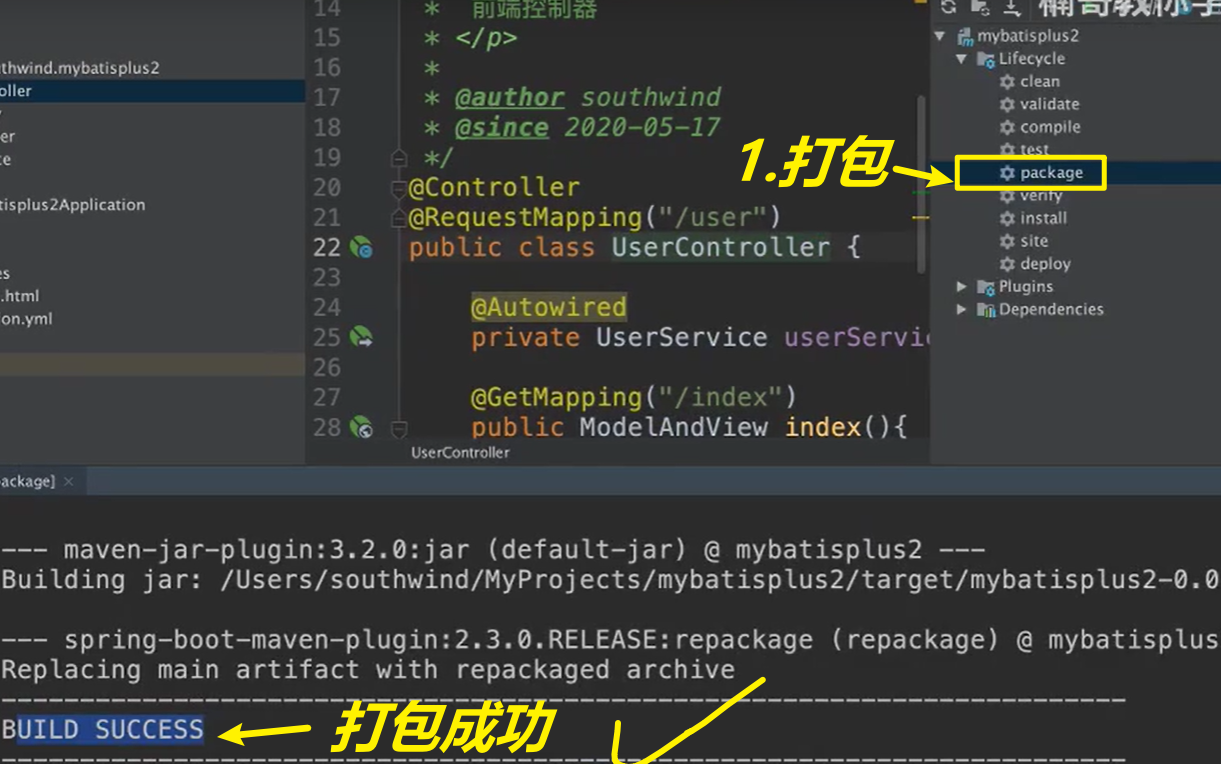 thwind.mybatisplus2
oller
er
te
tisplus2Application
es
.html
on.yml
14 * 前端控制器
15 * </p>
16 *
17 * @author southwind
18 * @since 2020-05-17
19 */
20 @Controller
21 @RequestMapping("/user")
22 public class UserController {
23
24 @Autowired
25 private UserService userServi
26
27 @GetMapping("/index")
28 public ModelAndView index(){
UserController
1.打包
mybatisplus2
Lifecycle
clean
validate
compile
test
package
verify
install
site
deploy
Plugins
Dependencies
ackage] ×
--- maven-jar-plugin:3.2.0:jar (default-jar) @ mybatisplus2 ---
Building jar: /Users/southwind/MyProjects/mybatisplus2/target/mybatisplus2-0.0
--- spring-boot-maven-plugin:2.3.0.RELEASE:repackage (repackage) @ mybatisplus
Replacing main artifact with repackaged archive
------------------------------------------------------------------------
BUILD SUCCESS
打包成功
------------------------------------------------------------------------